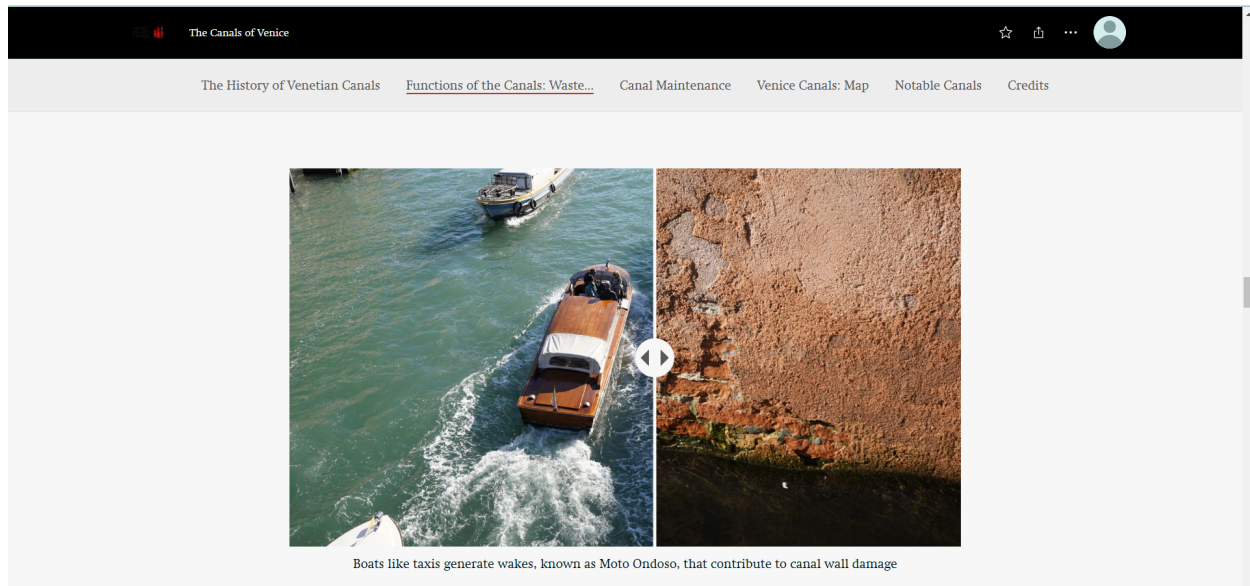 The Canals of Venice
The History of Venetian Canals
Functions of the Canals: Waste...
Canal Maintenance
Venice Canals: Map
Notable Canals
Credits
Boats like taxis generate wakes, known as Moto Ondoso, that contribute to canal wall damage